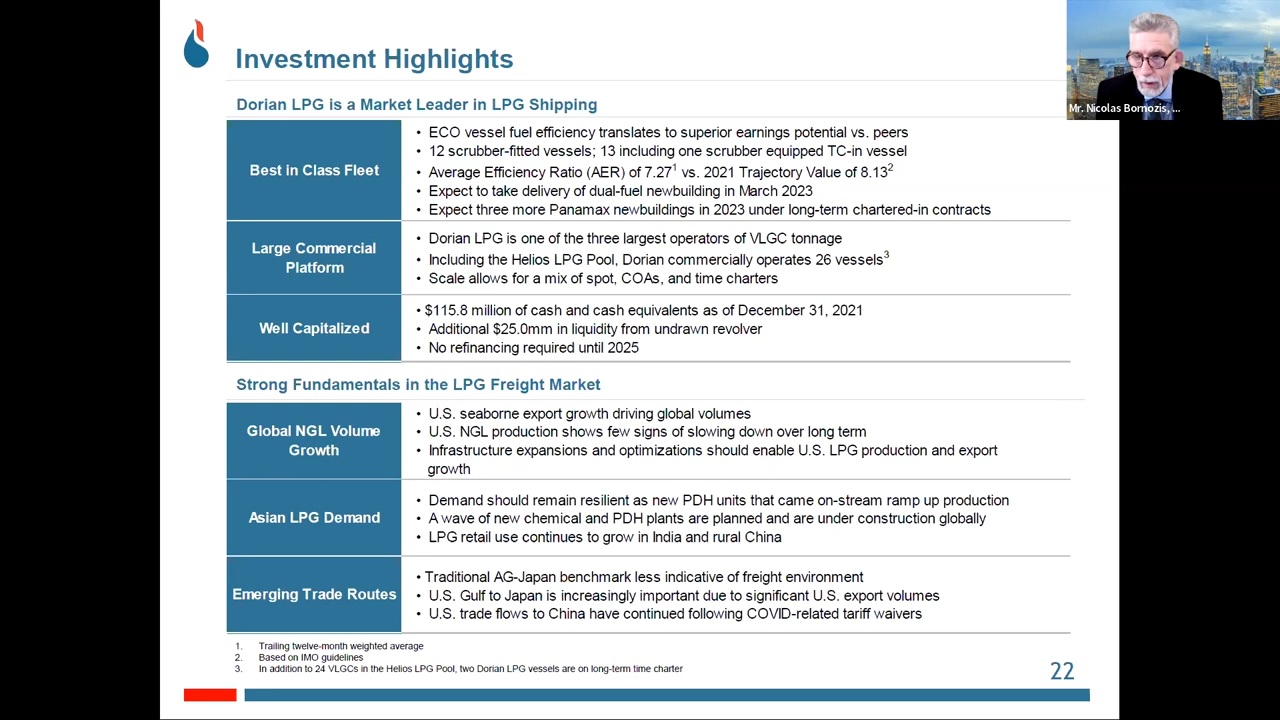 Investment Highlights
Mr. Nicolas Bornozis, ...
Dorian LPG is a Market Leader in LPG Shipping
Best in Class Fleet
• ECO vessel fuel efficiency translates to superior earnings potential vs. peers
• 12 scrubber-fitted vessels; 13 including one scrubber equipped TC-in vessel
• Average Efficiency Ratio (AER) of 7.27¹ vs. 2021 Trajectory Value of 8.13²
• Expect to take delivery of dual-fuel newbuilding in March 2023
• Expect three more Panamax newbuildings in 2023 under long-term chartered-in contracts
Large Commercial
Platform
• Dorian LPG is one of the three largest operators of VLGC tonnage
• Including the Helios LPG Pool, Dorian commercially operates 26 vessels³
• Scale allows for a mix of spot, COAs, and time charters
Well Capitalized
• $115.8 million of cash and cash equivalents as of December 31, 2021
• Additional $25.0mm in liquidity from undrawn revolver
• No refinancing required until 2025
Strong Fundamentals in the LPG Freight Market
Global NGL Volume
Growth
• U.S. seaborne export growth driving global volumes
• U.S. NGL production shows few signs of slowing down over long term
• Infrastructure expansions and optimizations should enable U.S. LPG production and export
growth
Asian LPG Demand
• Demand should remain resilient as new PDH units that came on-stream ramp up production
• A wave of new chemical and PDH plants are planned and are under construction globally
• LPG retail use continues to grow in India and rural China
Emerging Trade Routes
• Traditional AG-Japan benchmark less indicative of freight environment
• U.S. Gulf to Japan is increasingly important due to significant U.S. export volumes
• U.S. trade flows to China have continued following COVID-related tariff waivers
1. Trailing twelve-month weighted average
2. Based on IMO guidelines
3. In addition to 24 VLGCs in the Helios LPG Pool, two Dorian LPG vessels are on long-term time charter
22